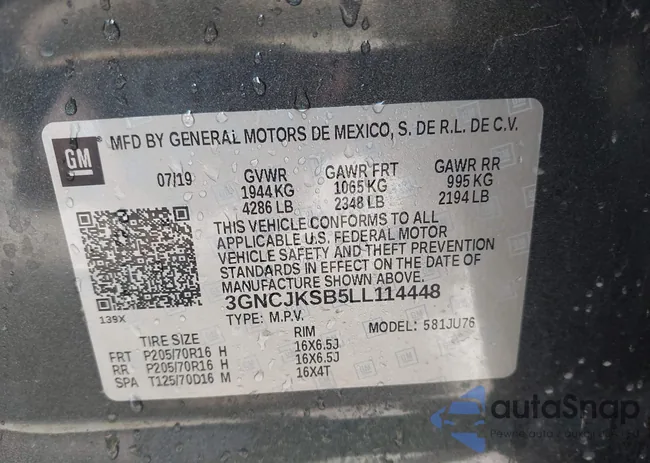 GM
MFD BY GENERAL MOTORS DE MEXICO, S. DE R.L. DE C.V.
07/19 GVWR GAWR FRT GAWR RR
1944 KG 1065 KG 995 KG
4286 LB 2348 LB 2194 LB
THIS VEHICLE CONFORMS TO ALL
APPLICABLE U.S. FEDERAL MOTOR
VEHICLE SAFETY AND THEFT PREVENTION
STANDARDS IN EFFECT ON THE DATE OF
MANUFACTURE SHOWN ABOVE.
3GNCJKSB5LL114448
139X
TYPE: M.P.V. MODEL: 581JU76
TIRE SIZE RIM
FRT P205/70R16 H 16X6.5J
RR P205/70R16 H 16X6.5J
SPA T125/70D16 M 16X4T
autoSnap